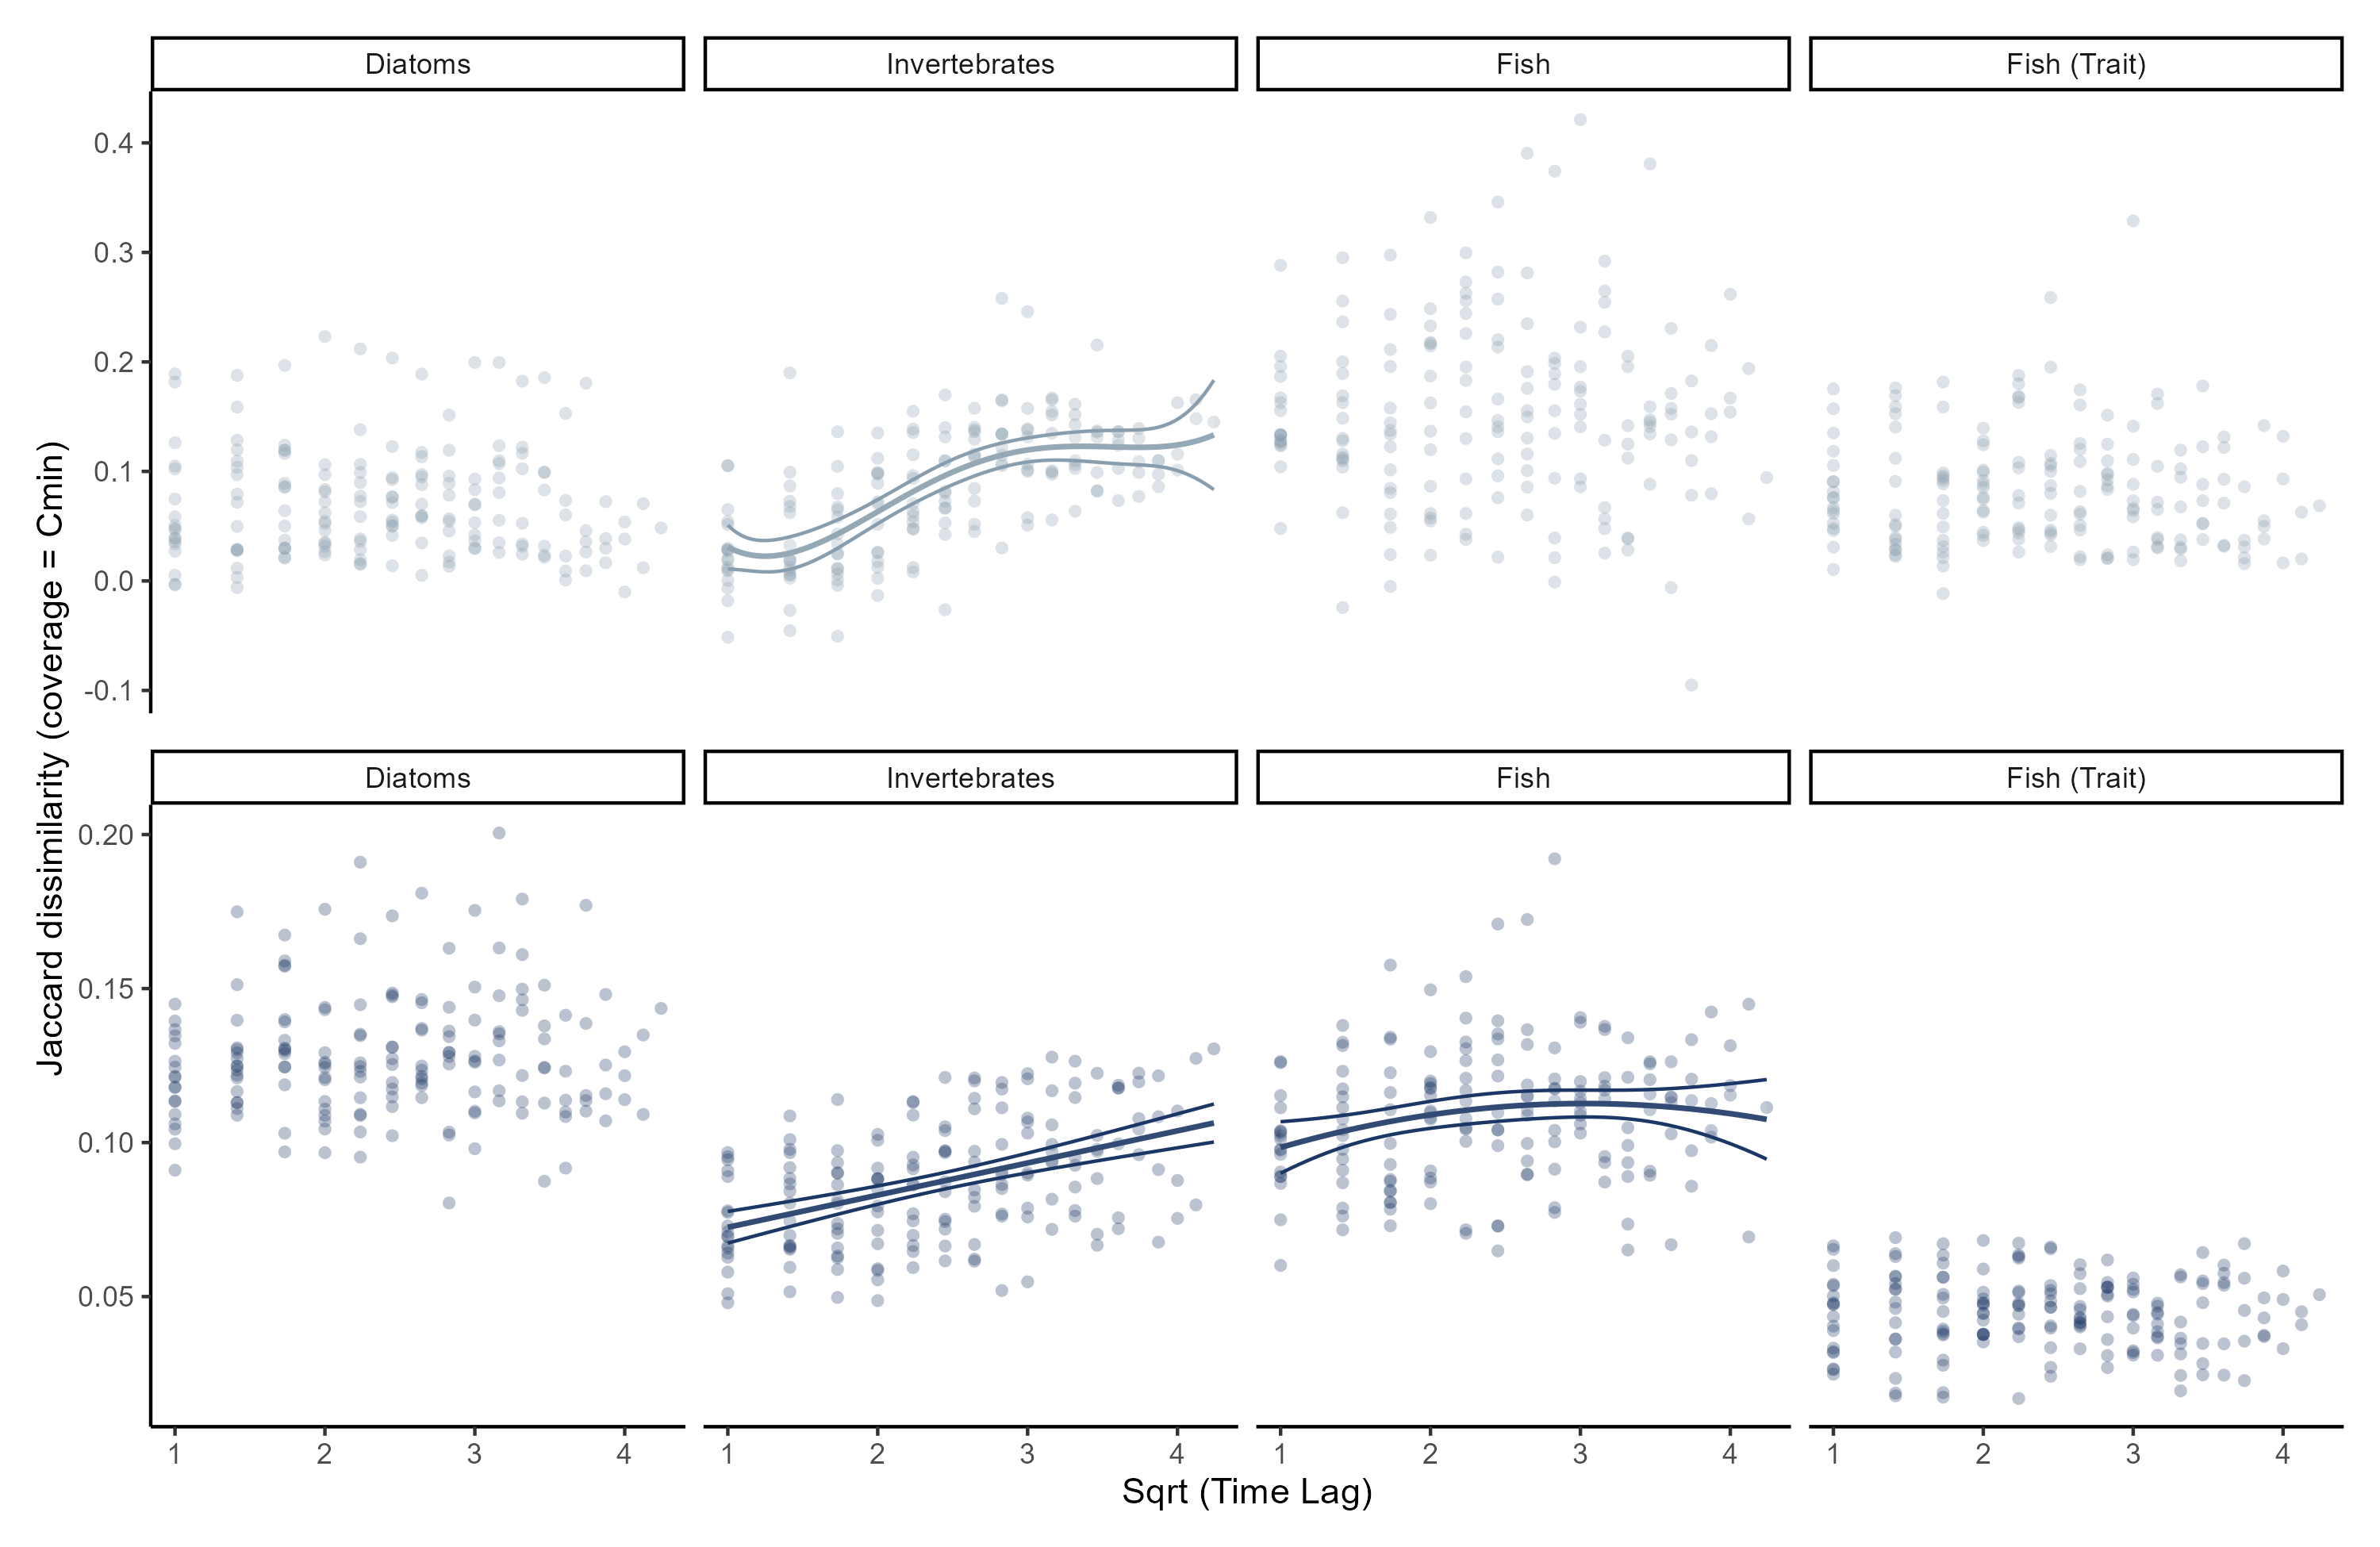 Diatoms
Invertebrates
Fish
Fish (Trait)
0.4
0.3
0.2
0.1
0.0
-0.1
Jaccard dissimilarity (coverage = Cmin)
Diatoms
Invertebrates
Fish
Fish (Trait)
0.20
0.15
0.10
0.05
1 2 3 4
1 2 3 4
1 2 3 4
1 2 3 4
Sqrt (Time Lag)